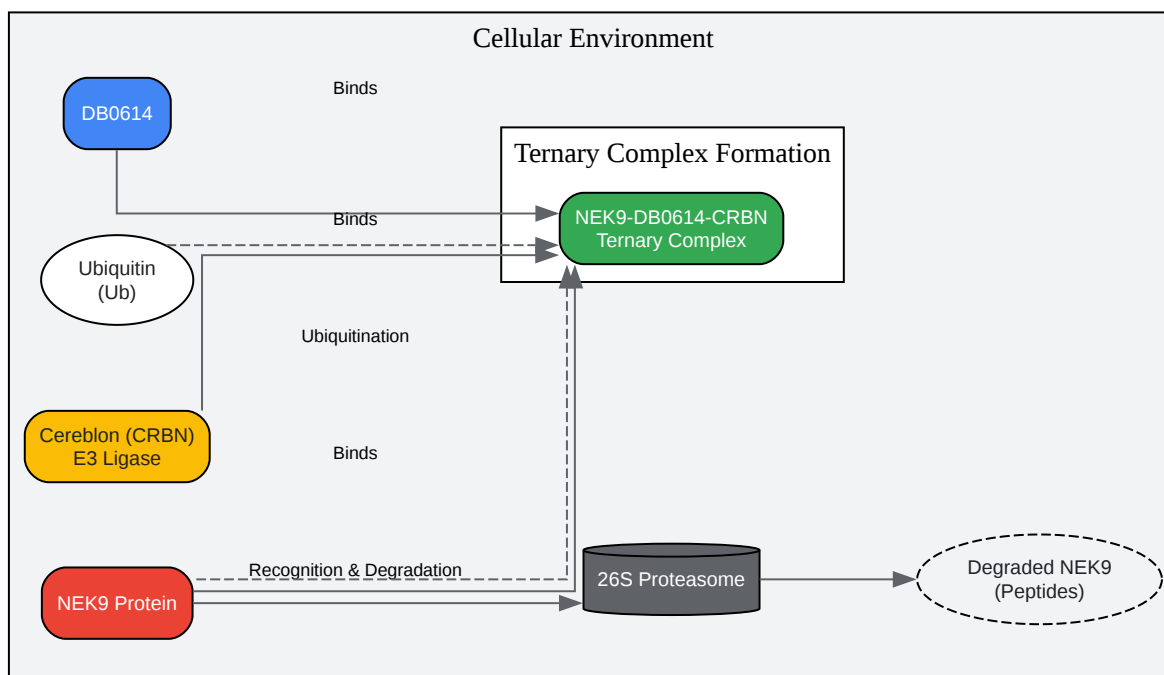 Cellular Environment
Binds
DB0614
Ternary Complex Formation
NEK9-DB0614-CRBN
Ternary Complex
Binds
Ubiquitin
(Ub)
Ubiquitination
Cereblon (CRBN)
E3 Ligase
Binds
Recognition & Degradation
NEK9 Protein
26S Proteasome
Degraded NEK9
(Peptides)